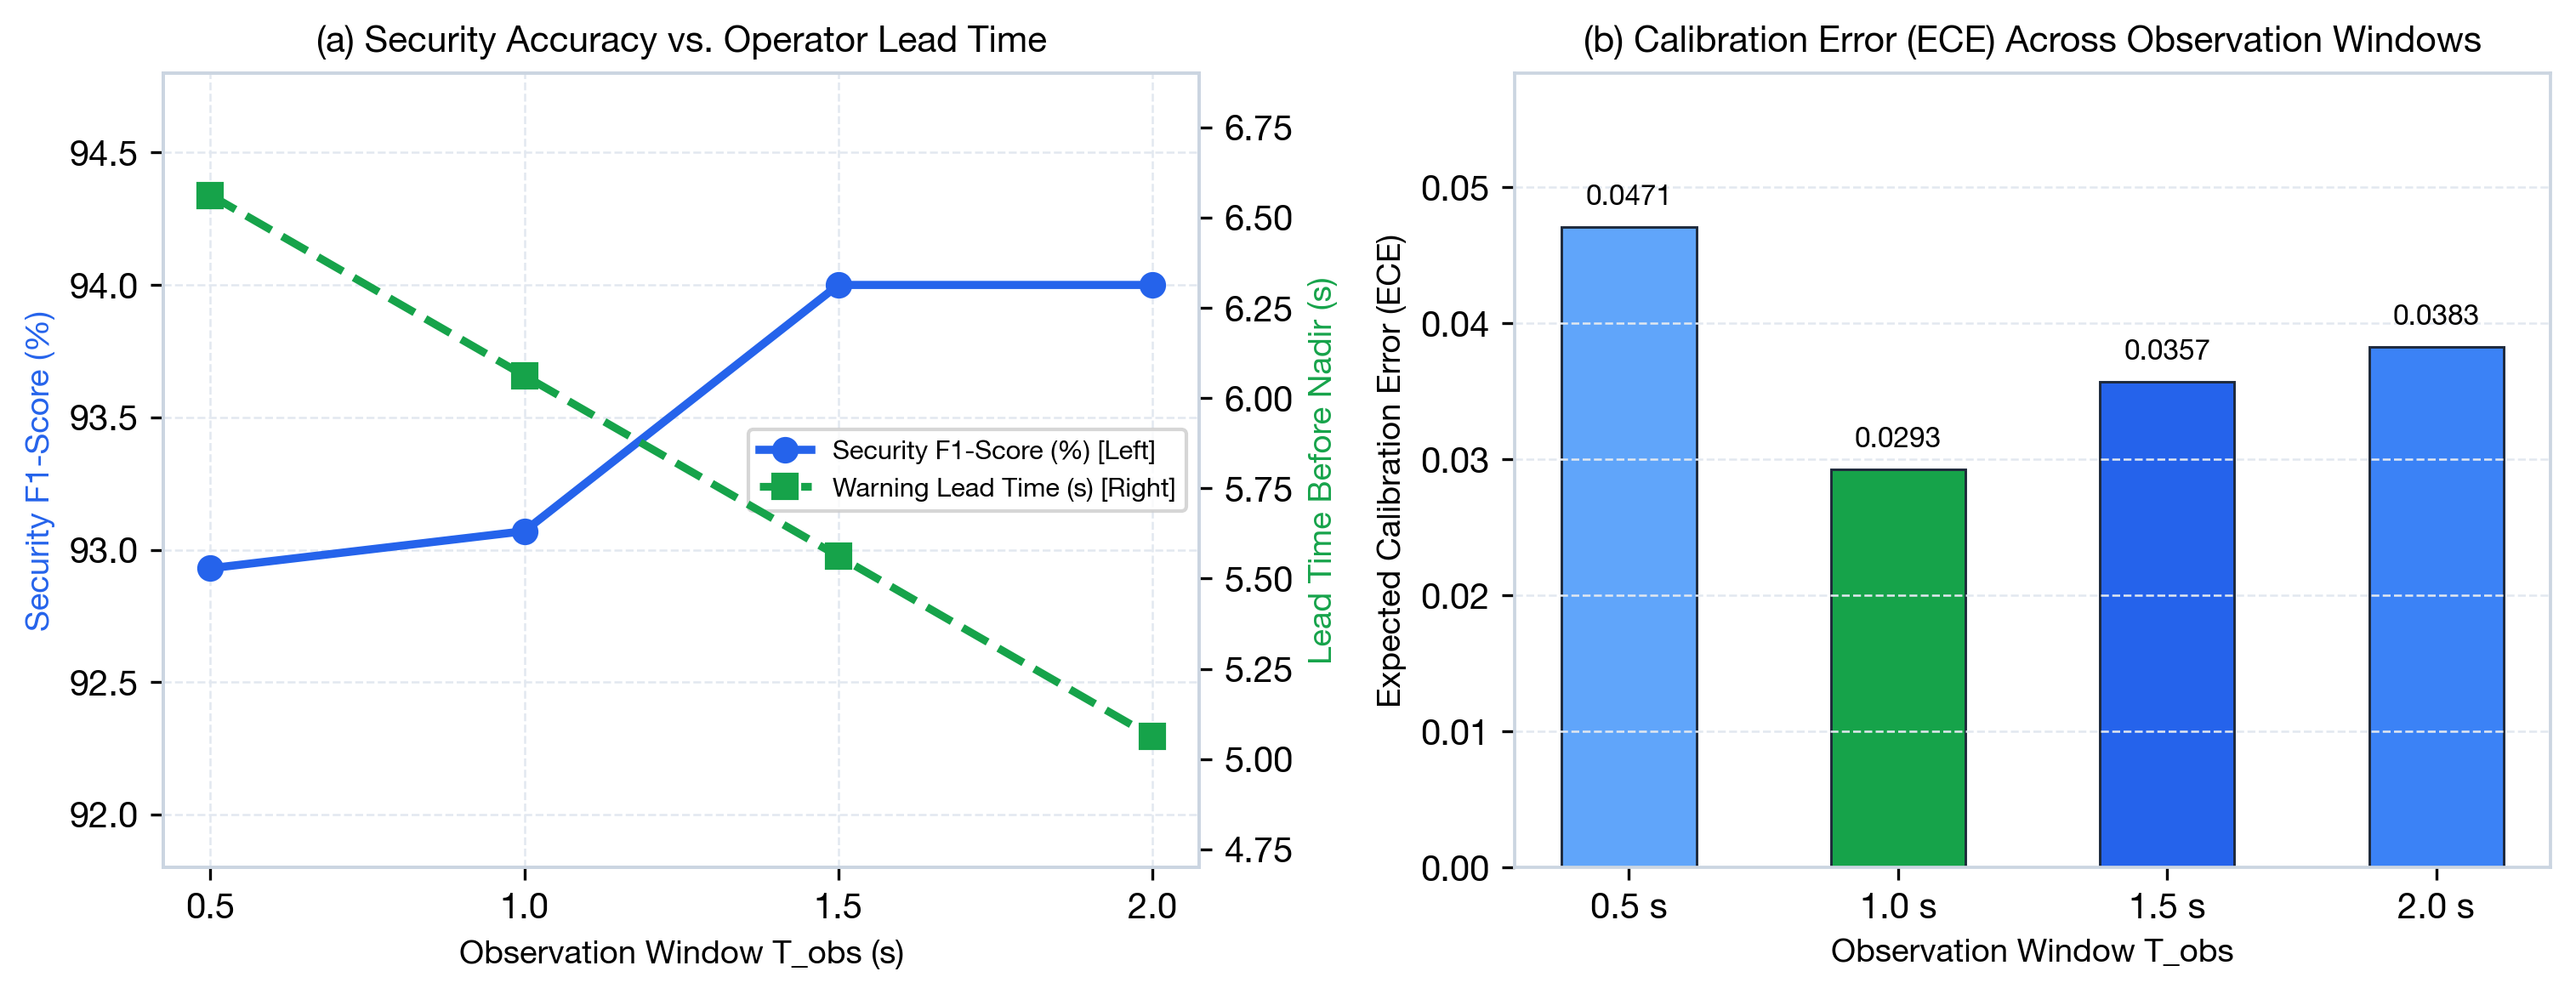 (a) Security Accuracy vs. Operator Lead Time
94.5
94.0
93.5
93.0
92.5
92.0
Security F1-Score (%)
6.75
6.50
6.25
6.00
5.75
5.50
5.25
5.00
4.75
Lead Time Before Nadir (s)
Security F1-Score (%) [Left]
Warning Lead Time (s) [Right]
0.5 1.0 1.5 2.0
Observation Window T_obs (s)
(b) Calibration Error (ECE) Across Observation Windows
0.05
0.04
0.03
0.02
0.01
0.00
Expected Calibration Error (ECE)
0.0471
0.0293
0.0357
0.0383
0.5 s 1.0 s 1.5 s 2.0 s
Observation Window T_obs